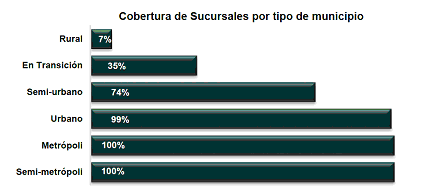 Cobertura de Sucursales por tipo de municipio
Rural 7%
En Transición 35%
Semi-urbano 74%
Urbano 99%
Metrópoli 100%
Semi-metrópoli 100%